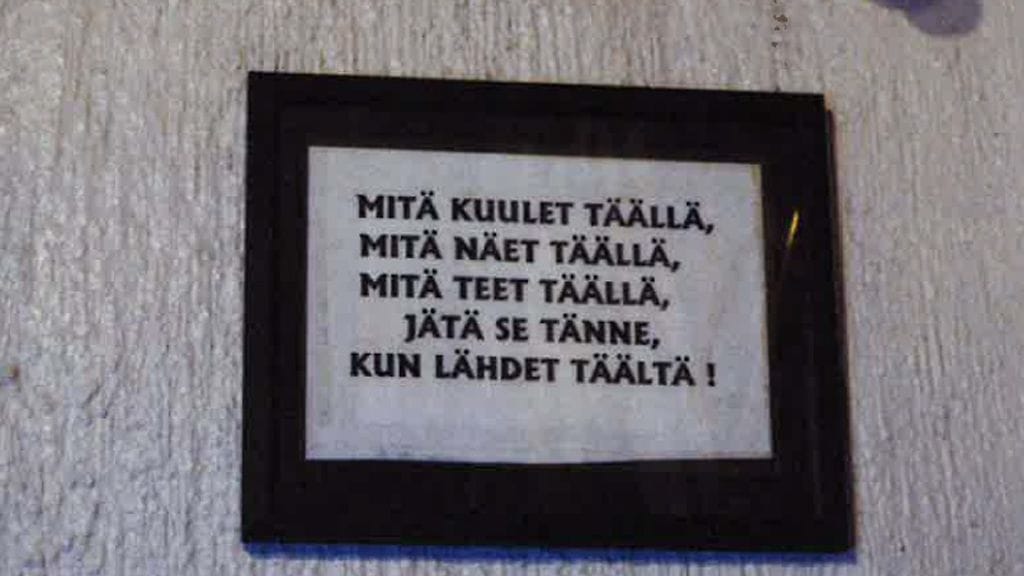 MITÄ KUULET TÄÄLLÄ,
MITÄ NÄET TÄÄLLÄ,
MITÄ TEET TÄÄLLÄ,
JÄTÄ SE TÄNNE,
KUN LÄHDET TÄÄLTÄ !